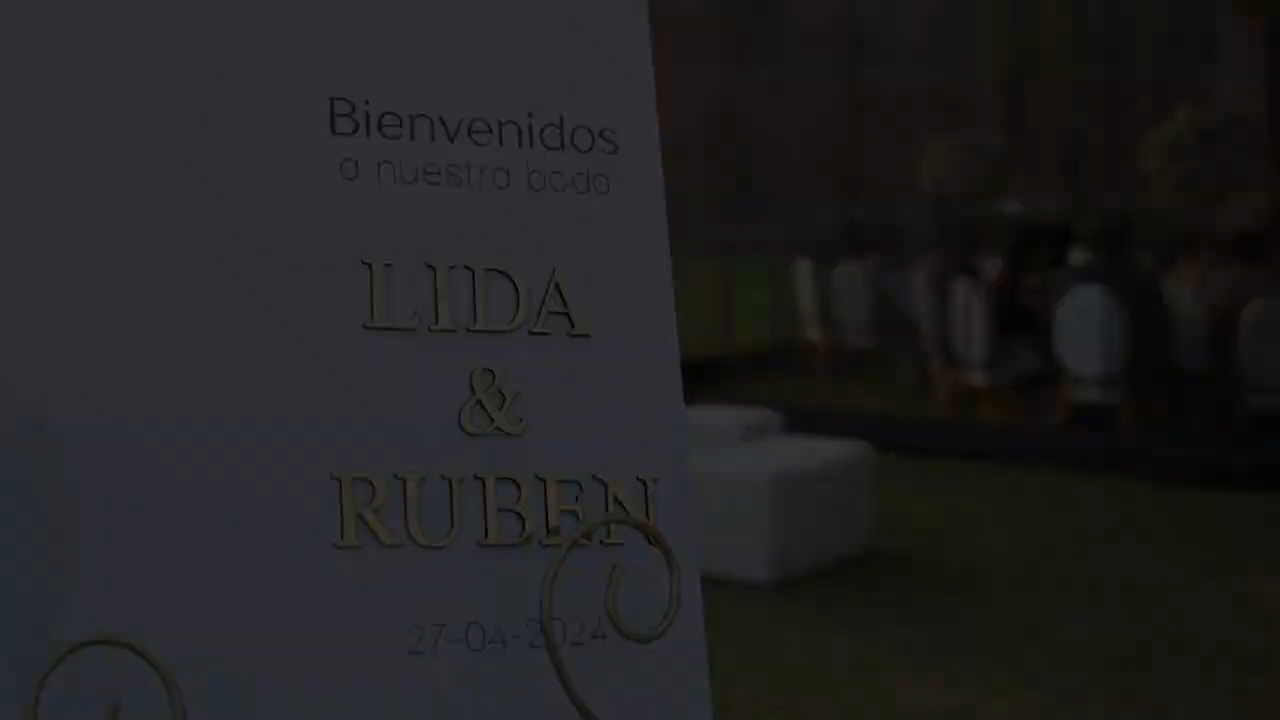 Bienvenidos
a nuestra boda
LIDA
&
RUBEN
27-04-2024